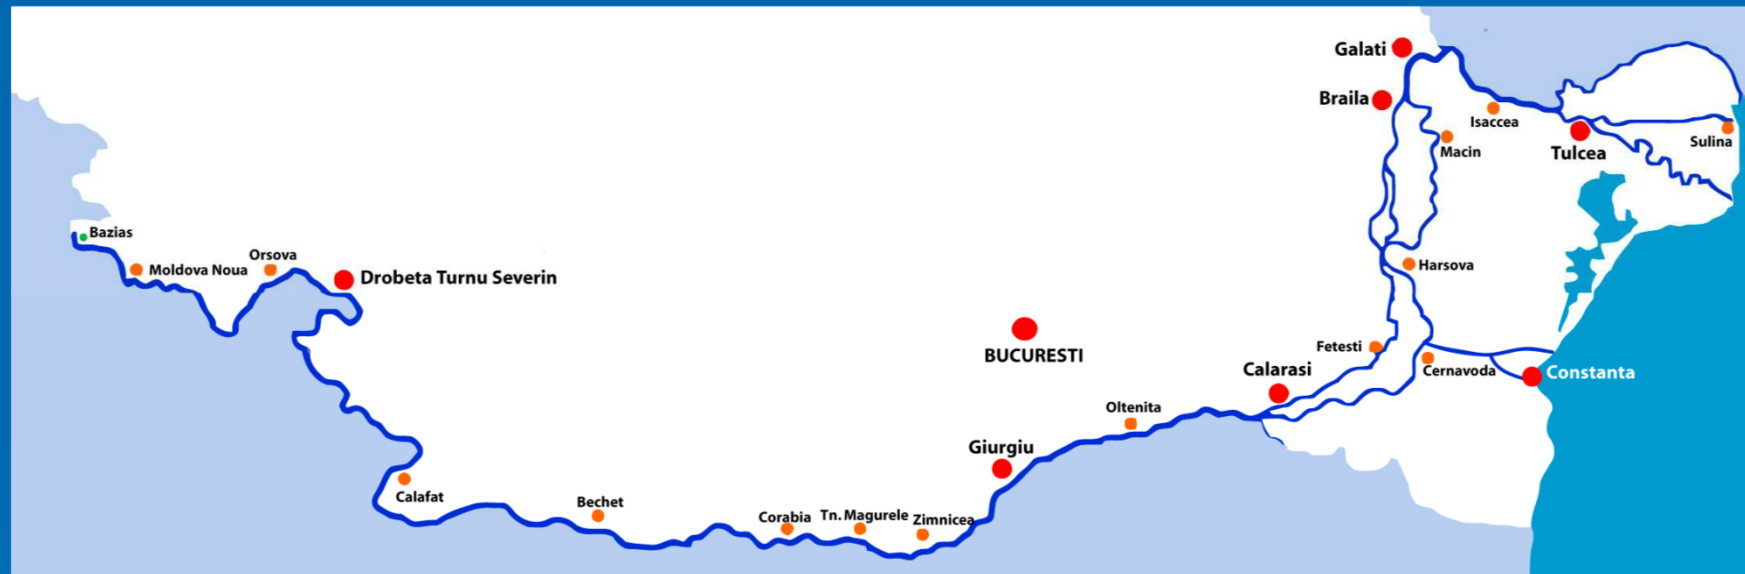 Galati
Braila
Isaccea
Macin
Tulcea
Sulina
Bazias
Moldova Noua
Orsova
Drobeta Turnu Severin
Harsova
BUCURESTI
Fetesti
Calarasi
Cernavoda
Constanta
Oltenita
Giurgiu
Calafat
Bechet
Corabia
Tn. Magurele
Zimnicea